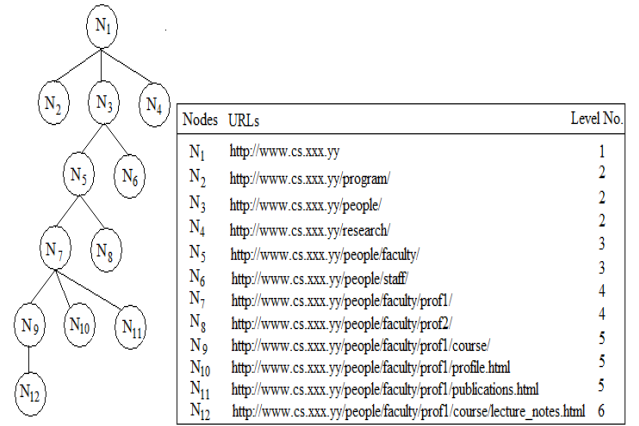 N1
N2 N3 N4
N5 N6
N7 N8
N9 N10 N11
N12
Nodes URLs Level No.
N1 http://www.cs.xxx.yy 1
N2 http://www.cs.xxx.yy/program/ 2
N3 http://www.cs.xxx.yy/people/ 2
N4 http://www.cs.xxx.yy/research/ 2
N5 http://www.cs.xxx.yy/people/faculty/ 3
N6 http://www.cs.xxx.yy/people/staff/ 3
N7 http://www.cs.xxx.yy/people/faculty/prof1/ 4
N8 http://www.cs.xxx.yy/people/faculty/prof2/ 4
N9 http://www.cs.xxx.yy/people/faculty/prof1/course/ 5
N10 http://www.cs.xxx.yy/people/faculty/prof1/profile.html 5
N11 http://www.cs.xxx.yy/people/faculty/prof1/publications.html 5
N12 http://www.cs.xxx.yy/people/faculty/prof1/course/lecture_notes.html 6